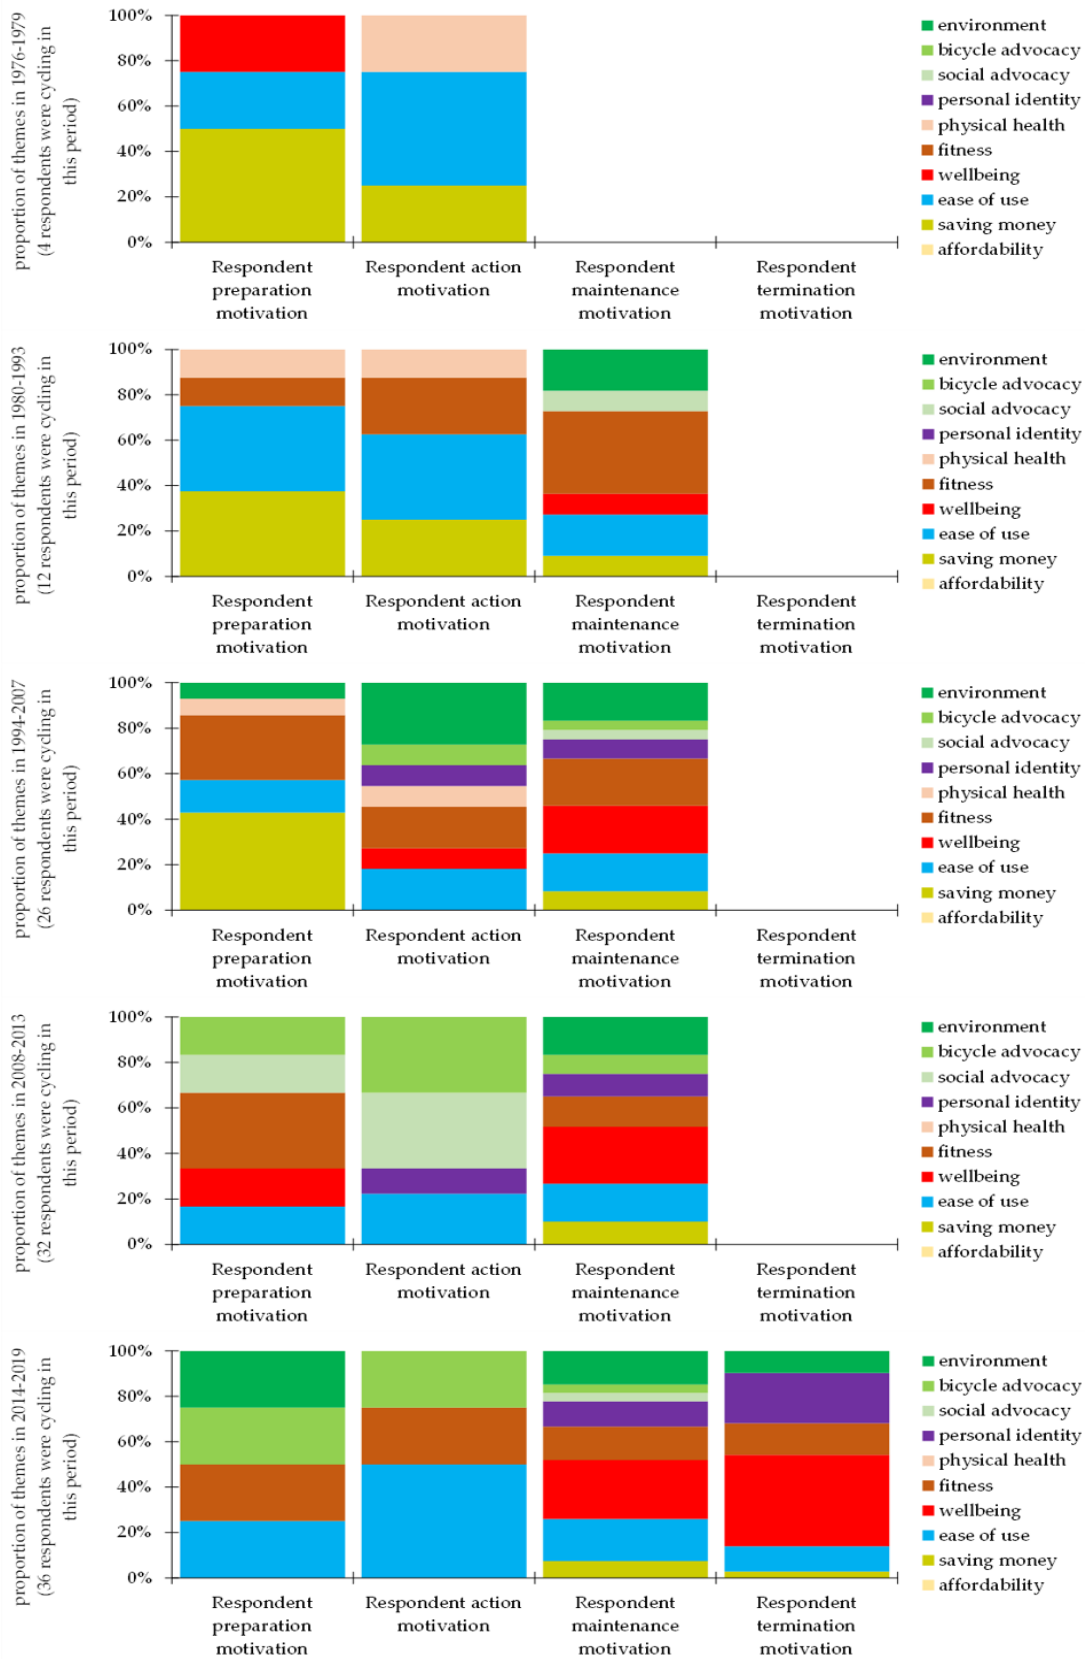 proportion of themes in 1976-1979
(4 respondents were cycling in
this period)
100%
80%
60%
40%
20%
0%
Respondent
preparation
motivation
Respondent action
motivation
Respondent
maintenance
motivation
Respondent
termination
motivation
environment
bicycle advocacy
social advocacy
personal identity
physical health
fitness
wellbeing
ease of use
saving money
affordability
proportion of themes in 1980-1993
(12 respondents were cycling in
this period)
100%
80%
60%
40%
20%
0%
Respondent
preparation
motivation
Respondent action
motivation
Respondent
maintenance
motivation
Respondent
termination
motivation
environment
bicycle advocacy
social advocacy
personal identity
physical health
fitness
wellbeing
ease of use
saving money
affordability
proportion of themes in 1994-2007
(26 respondents were cycling in
this period)
100%
80%
60%
40%
20%
0%
Respondent
preparation
motivation
Respondent action
motivation
Respondent
maintenance
motivation
Respondent
termination
motivation
environment
bicycle advocacy
social advocacy
personal identity
physical health
fitness
wellbeing
ease of use
saving money
affordability
proportion of themes in 2008-2013
(32 respondents were cycling in
this period)
100%
80%
60%
40%
20%
0%
Respondent
preparation
motivation
Respondent action
motivation
Respondent
maintenance
motivation
Respondent
termination
motivation
environment
bicycle advocacy
social advocacy
personal identity
physical health
fitness
wellbeing
ease of use
saving money
affordability
proportion of themes in 2014-2019
(36 respondents were cycling in
this period)
100%
80%
60%
40%
20%
0%
Respondent
preparation
motivation
Respondent action
motivation
Respondent
maintenance
motivation
Respondent
termination
motivation
environment
bicycle advocacy
social advocacy
personal identity
physical health
fitness
wellbeing
ease of use
saving money
affordability